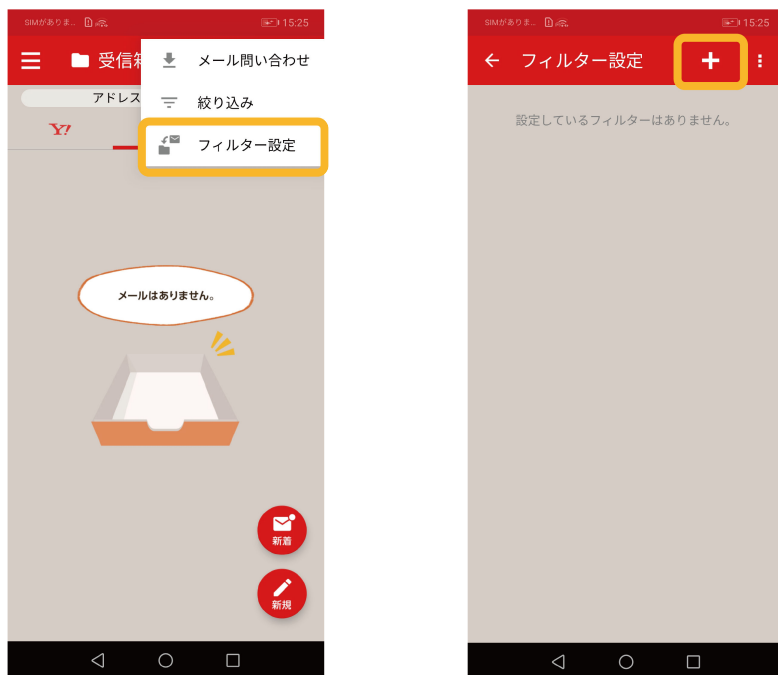 SIMがありま...
15:25
受信箱
メール問い合わせ
アドレス
絞り込み
Y!
フィルター設定
メールはありません。
新着
新規
SIMがありま...
15:25
フィルター設定
設定しているフィルターはありません。